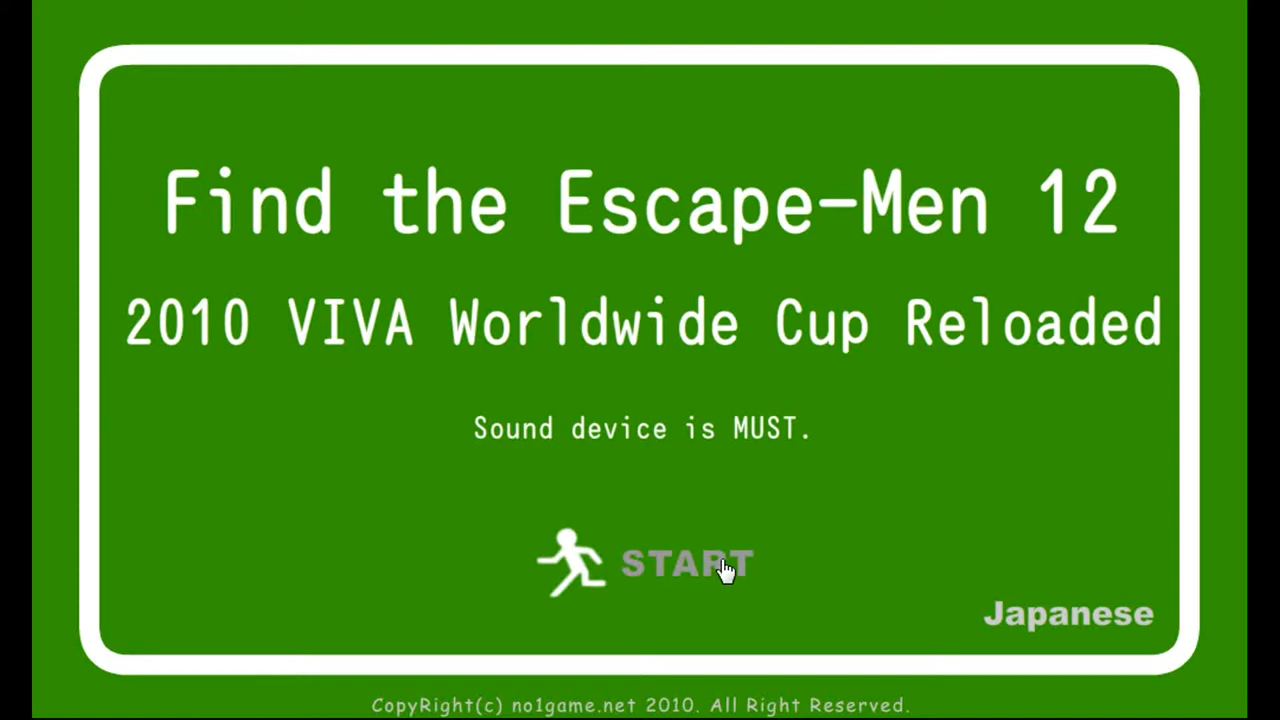 Find the Escape-Men 12
2010 VIVA Worldwide Cup Reloaded
Sound device is MUST.
START
Japanese
CopyRight(c) no1game.net 2010. All Right Reserved.